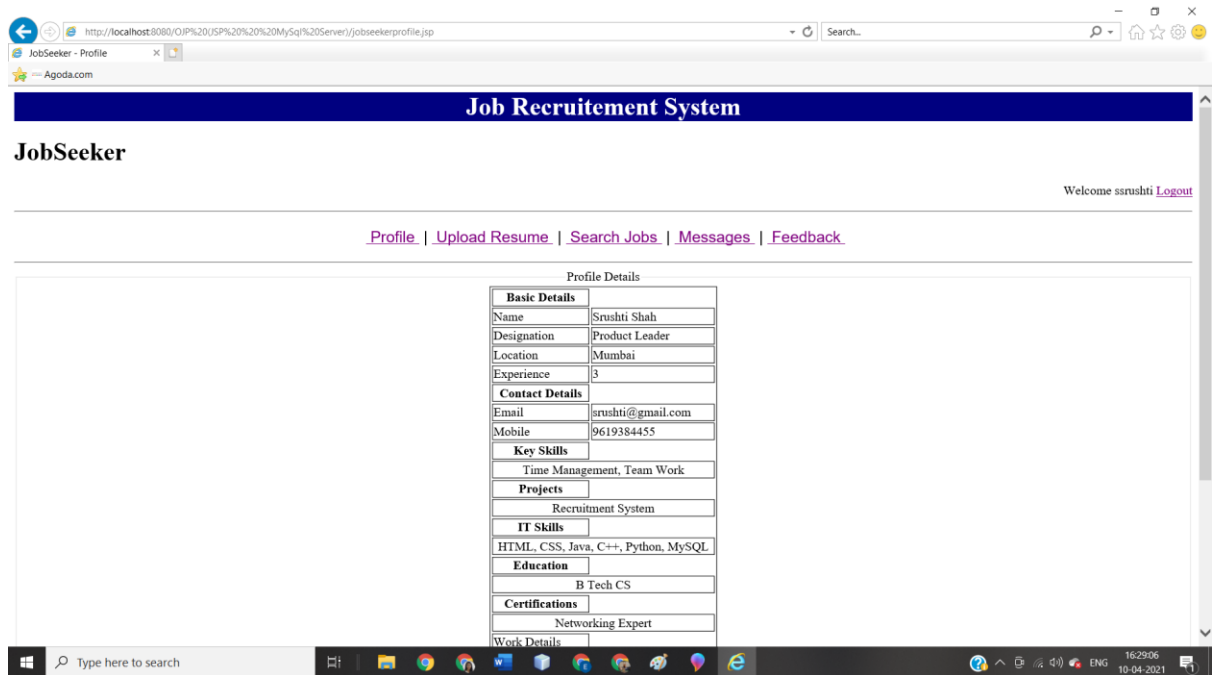 http://localhost:8080/OJP%20(JSP%20%20%20MySql%20Server)/jobseekerprofile.jsp
Search...
JobSeeker - Profile
Agoda.com
Job Recruitement System
JobSeeker
Welcome ssrushti Logout
Profile | Upload Resume | Search Jobs | Messages | Feedback
Profile Details
Basic Details
Name Srushti Shah
Designation Product Leader
Location Mumbai
Experience 3
Contact Details
Email srushti@gmail.com
Mobile 9619384455
Key Skills
Time Management, Team Work
Projects
Recruitment System
IT Skills
HTML, CSS, Java, C++, Python, MySQL
Education
B Tech CS
Certifications
Networking Expert
Work Details
Type here to search
ENG
16:29:06
10-04-2021